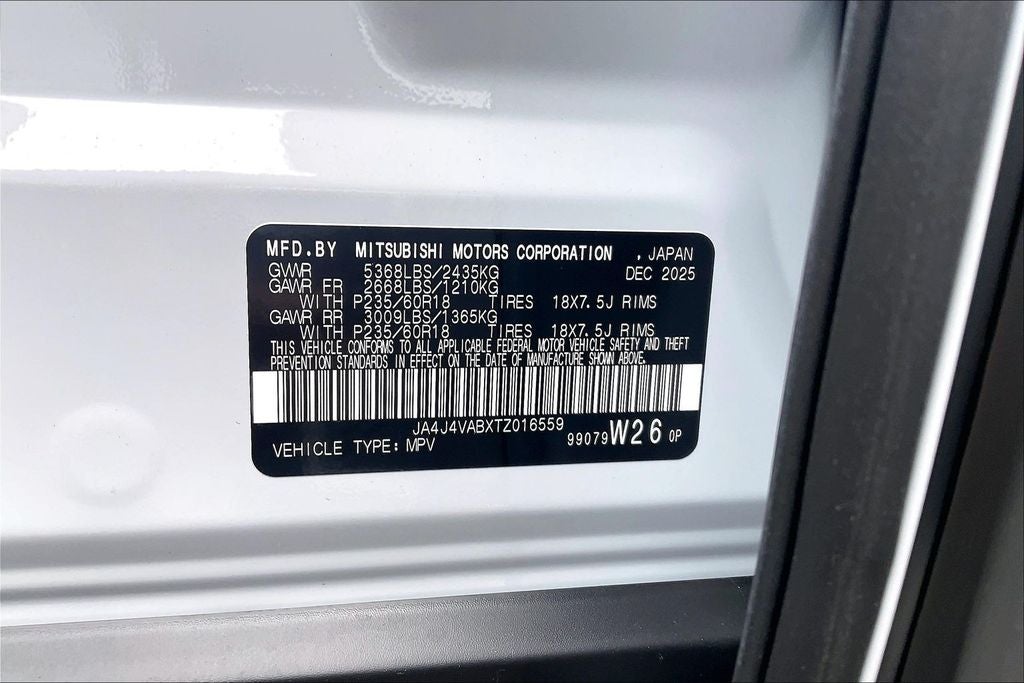 MFD.BY MITSUBISHI MOTORS CORPORATION , JAPAN
GVWR 5368LBS/2435KG DEC 2025
GAWR FR 2668LBS/1210KG
WITH P235/60R18 TIRES 18X7.5J RIMS
GAWR RR 3009LBS/1365KG
WITH P235/60R18 TIRES 18X7.5J RIMS
THIS VEHICLE CONFORMS TO ALL APPLICABLE FEDERAL MOTOR VEHICLE SAFETY AND THEFT
PREVENTION STANDARDS IN EFFECT ON THE DATE OF MANUFACTURE SHOWN ABOVE.
JA4J4VABXTZ016559
VEHICLE TYPE: MPV 99079 W26 0P